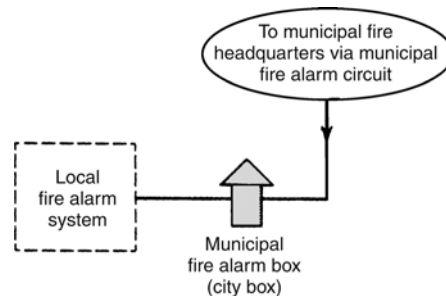 To municipal fire
headquarters via municipal
fire alarm circuit
Local
fire alarm
system
Municipal
fire alarm box
(city box)